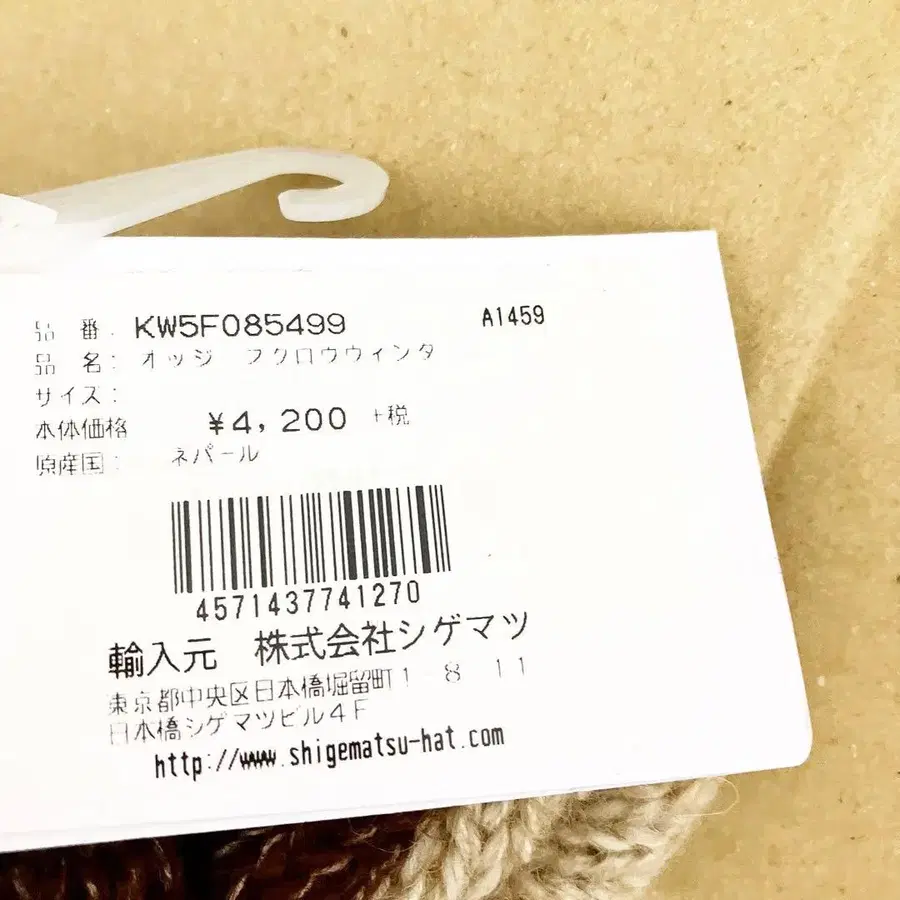 品 番: KW5F085499 A1459
品 名: オッジ フクロウウィンタ
サイズ:
本体価格 ¥4,200 +税
原産国: ネパール
4571437741270
輸入元 株式会社シゲマツ
東京都中央区日本橋堀留町1 8 11
日本橋シゲマツビル4F
http://www.shigematsu-hat.com